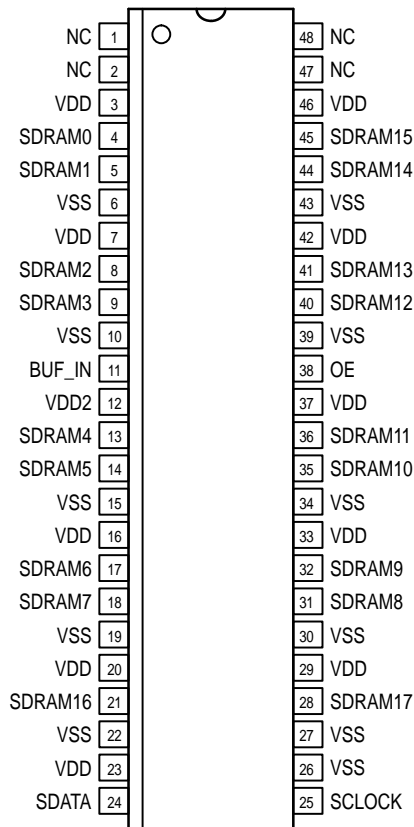 NC 1 48 NC
NC 2 47 NC
VDD 3 46 VDD
SDRAM0 4 45 SDRAM15
SDRAM1 5 44 SDRAM14
VSS 6 43 VSS
VDD 7 42 VDD
SDRAM2 8 41 SDRAM13
SDRAM3 9 40 SDRAM12
VSS 10 39 VSS
BUF_IN 11 38 OE
VDD2 12 37 VDD
SDRAM4 13 36 SDRAM11
SDRAM5 14 35 SDRAM10
VSS 15 34 VSS
VDD 16 33 VDD
SDRAM6 17 32 SDRAM9
SDRAM7 18 31 SDRAM8
VSS 19 30 VSS
VDD 20 29 VDD
SDRAM16 21 28 SDRAM17
VSS 22 27 VSS
VDD 23 26 VSS
SDATA 24 25 SCLOCK